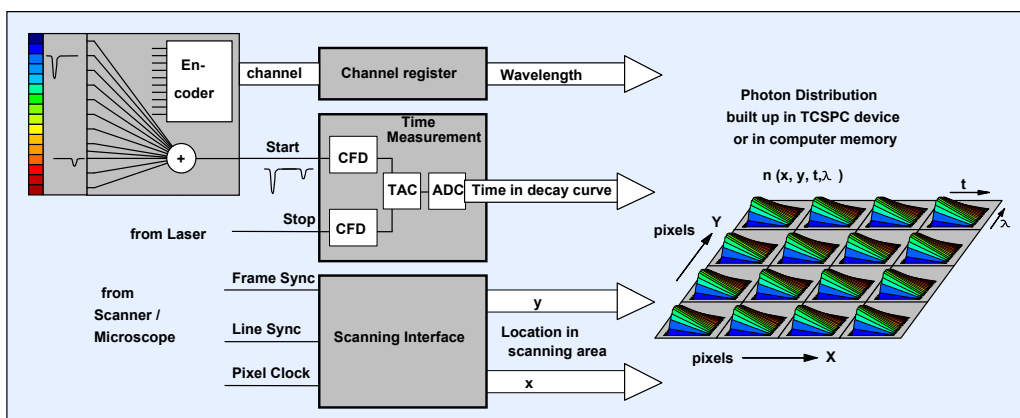 En-
coder
channel
Channel register
Wavelength
+
Start
Time
Measurement
CFD
TAC
ADC
Time in decay curve
Stop
CFD
from Laser
from
Scanner /
Microscope
Frame Sync
Line Sync
Pixel Clock
Scanning Interface
y
Location in
scanning area
x
Photon Distribution
built up in TCSPC device
or in computer memory
n (x, y, t,λ )
t
λ
Y
pixels
pixels
X